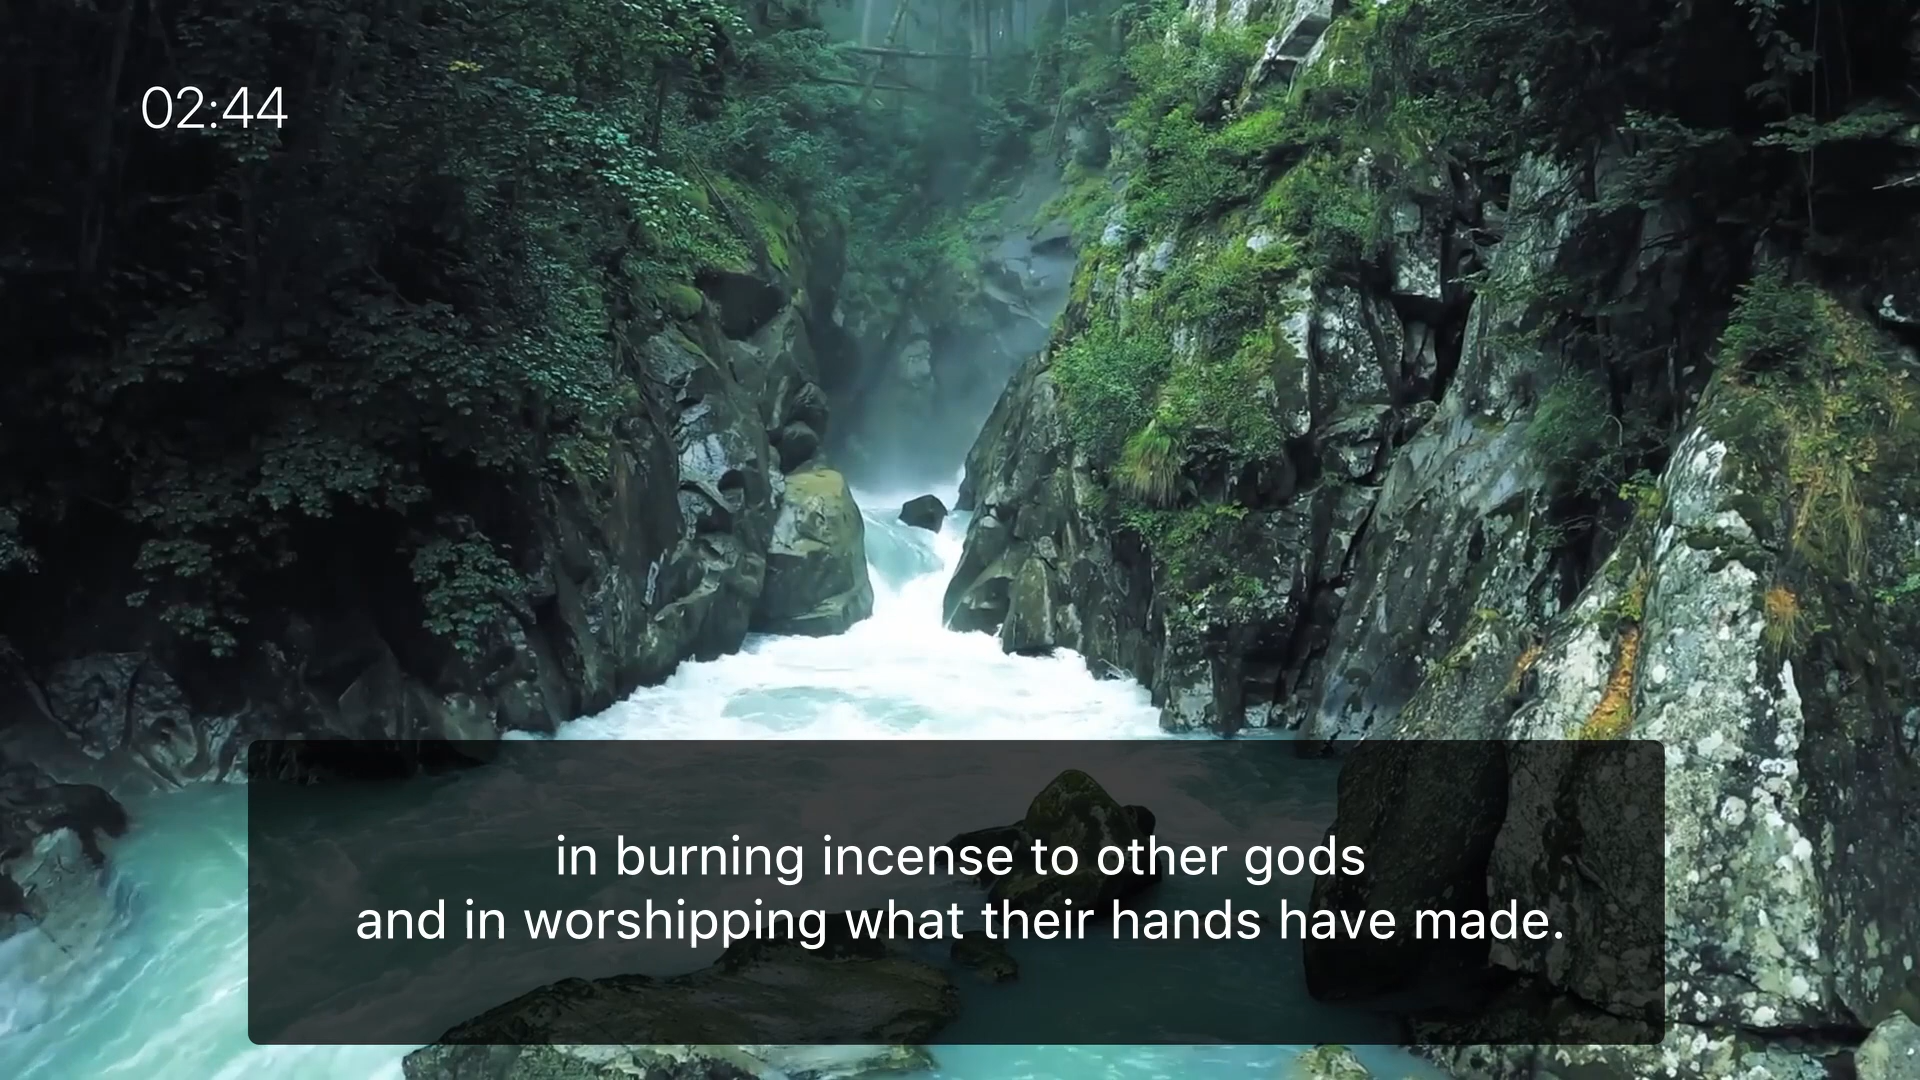 02:44
in burning incense to other gods
and in worshipping what their hands have made.